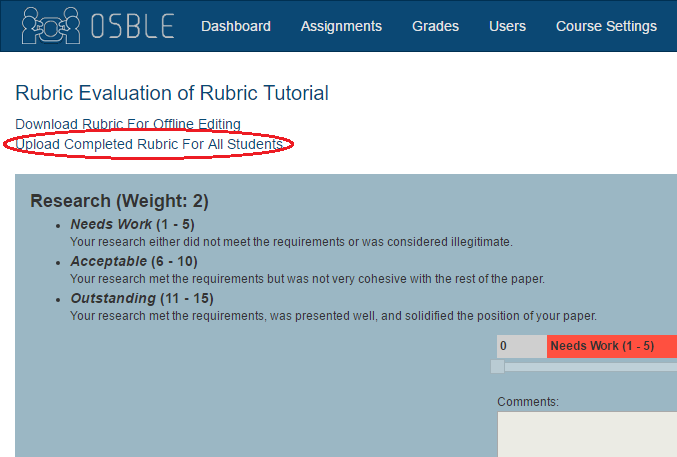 OSBLE Dashboard Assignments Grades Users Course Settings
Rubric Evaluation of Rubric Tutorial
Download Rubric For Offline Editing
Upload Completed Rubric For All Students
Research (Weight: 2)
Needs Work (1 - 5)
Your research either did not meet the requirements or was considered illegitimate.
Acceptable (6 - 10)
Your research met the requirements but was not very cohesive with the rest of the paper.
Outstanding (11 - 15)
Your research met the requirements, was presented well, and solidified the position of your paper.
0 Needs Work (1 - 5)
Comments: